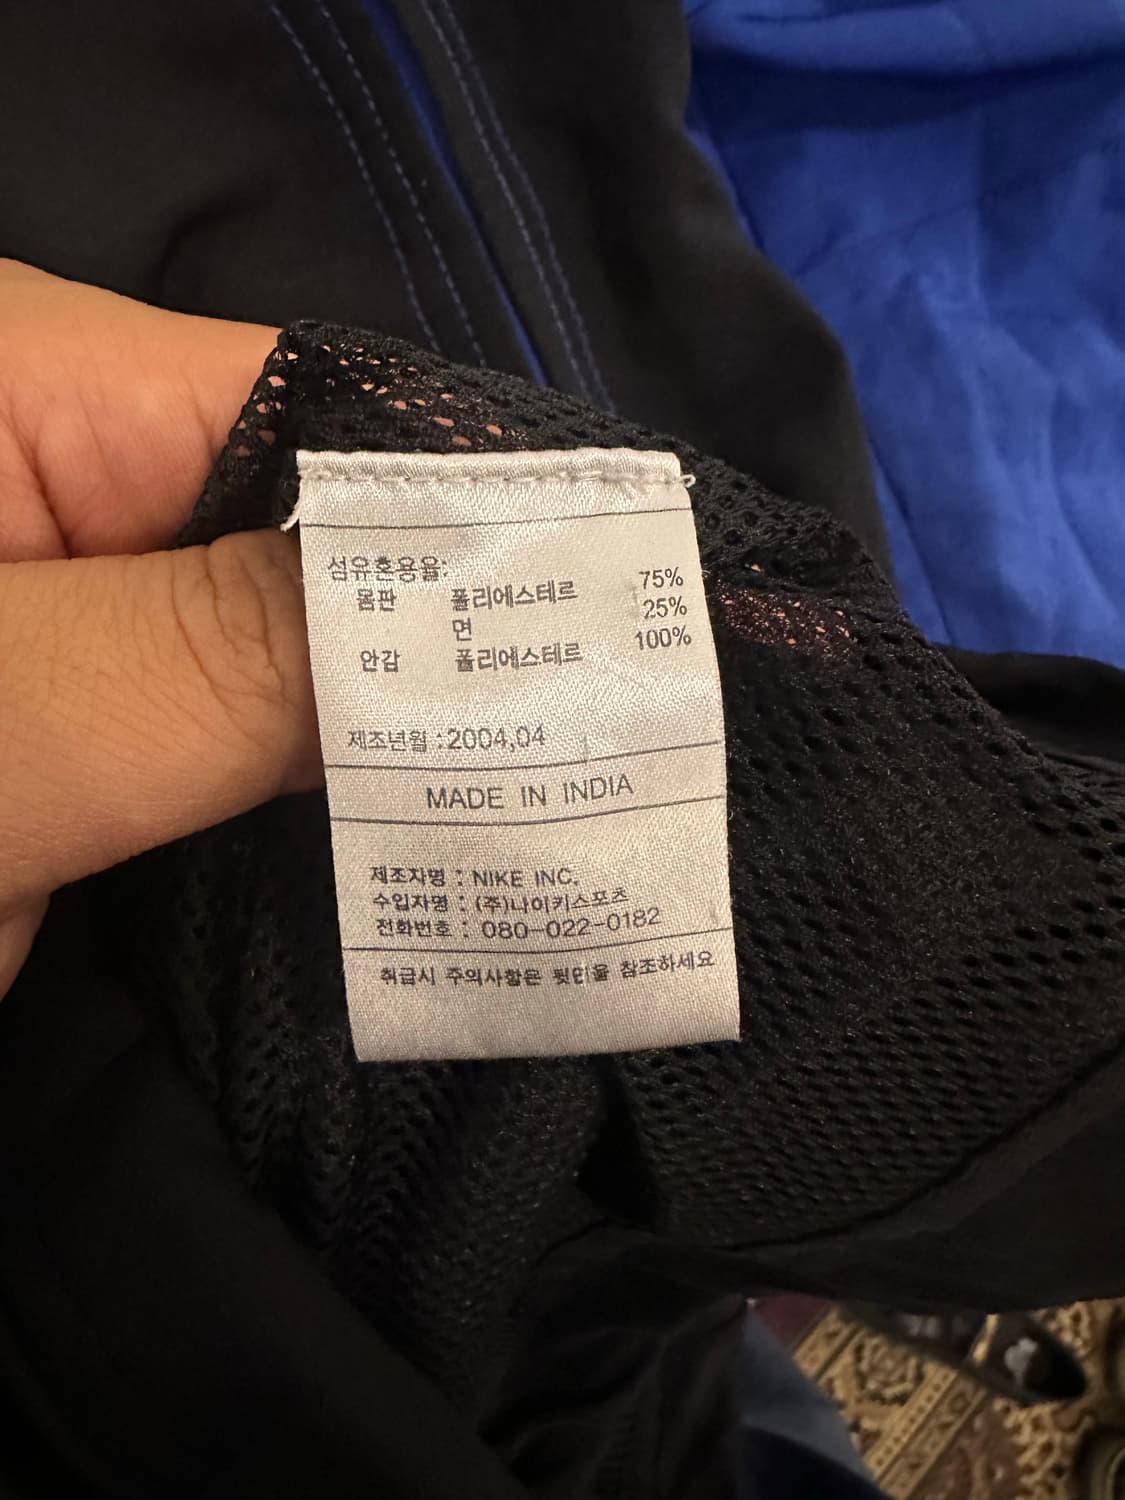 섬유혼용율:
몸판 폴리에스테르 75%
면 25%
안감 폴리에스테르 100%
제조년월 :2004,04
MADE IN INDIA
제조자명 : NIKE INC.
수입자명 : (주)나이키스포츠
전화번호 : 080-022-0182
취급시 주의사항은 뒷면을 참조하세요